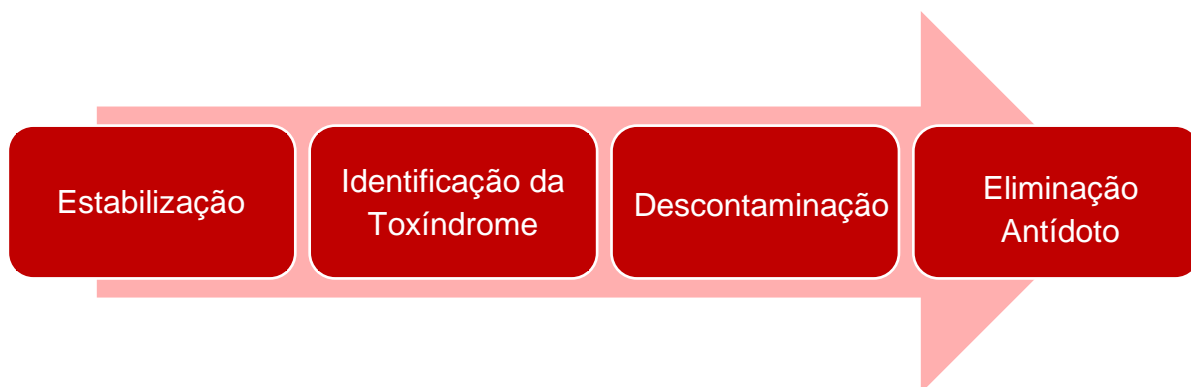 Estabilização
Identificação da
Toxíndrome
Descontaminação
Eliminação
Antídoto